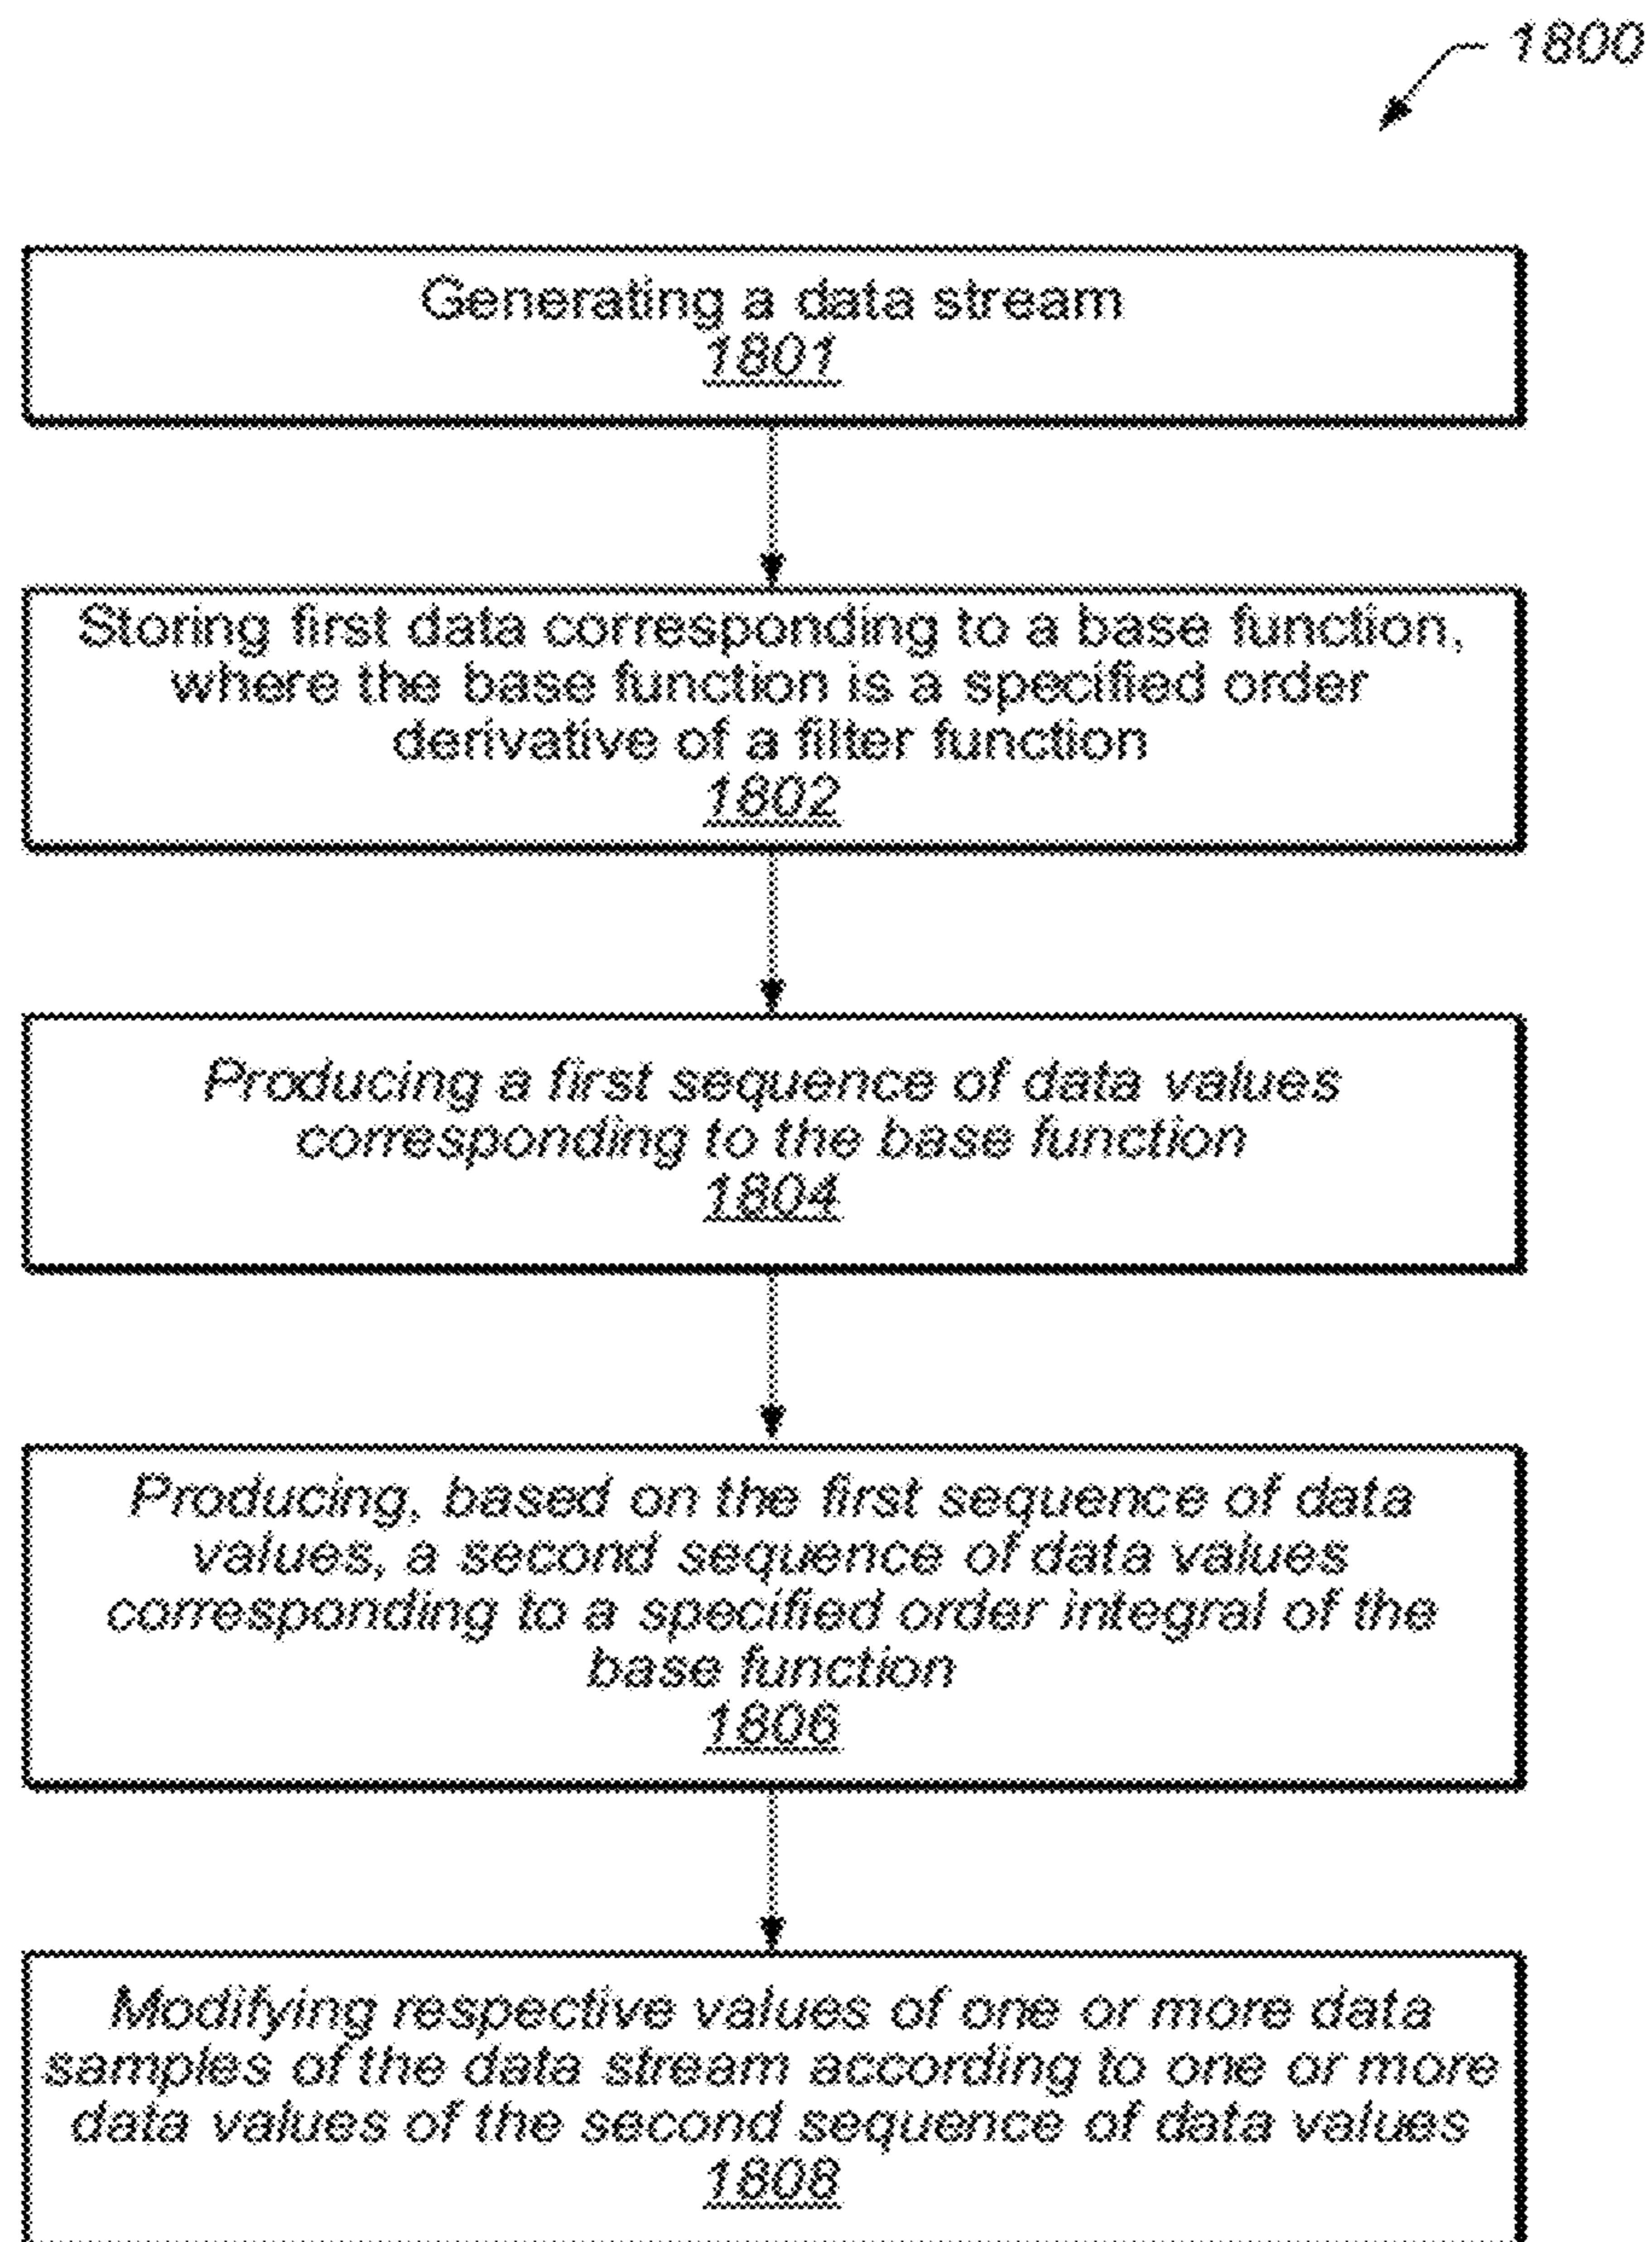 1800
Generating a data stream
1801
Storing first data corresponding to a base function,
where the base function is a specified order
derivative of a filter function
1802
Producing a first sequence of data values
corresponding to the base function
1804
Producing, based on the first sequence of data
values, a second sequence of data values
corresponding to a specified order integral of the
base function
1806
Modifying respective values of one or more data
samples of the data stream according to one or more
data values of the second sequence of data values
1808